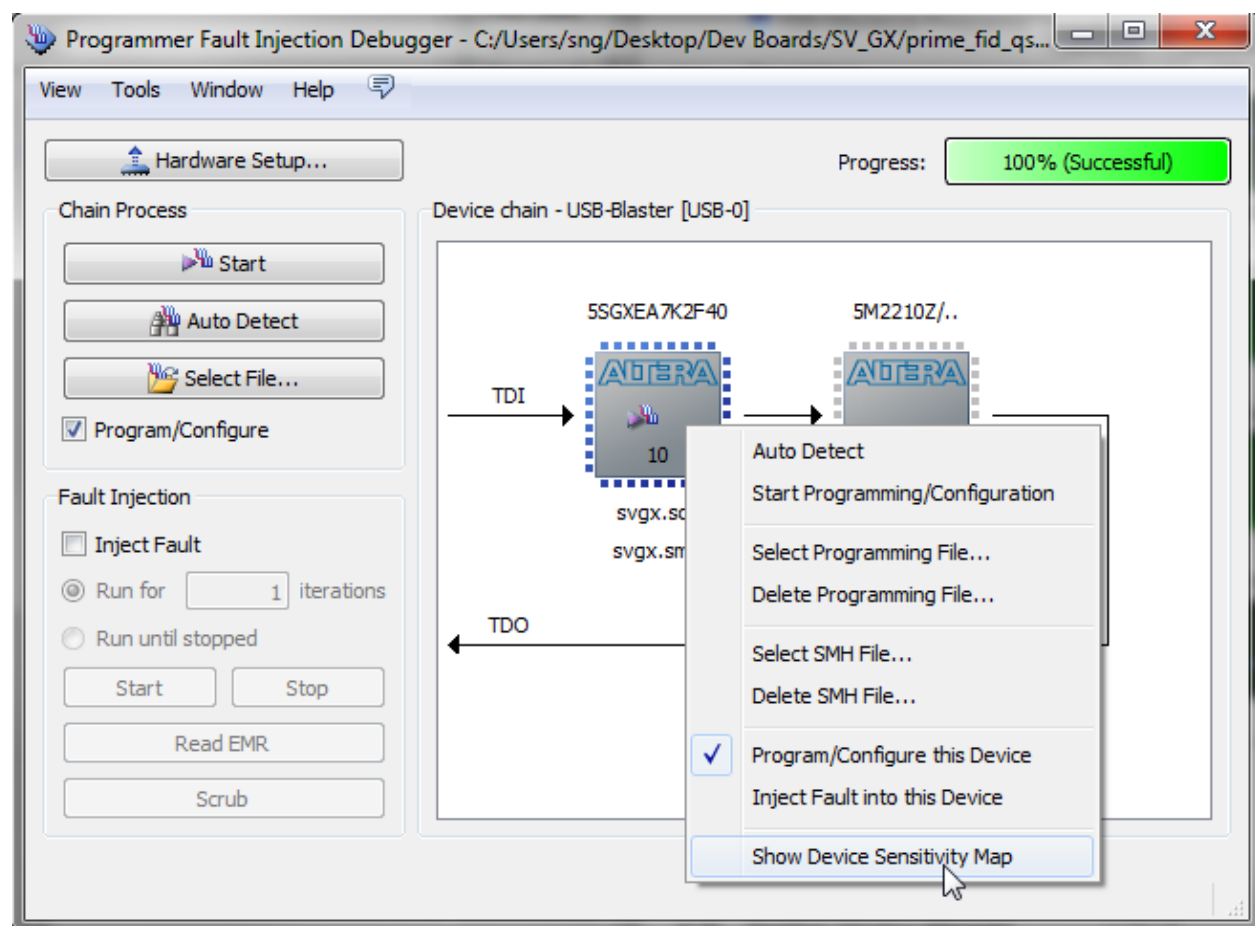 Programmer Fault Injection Debugger - C:/Users/sng/Desktop/Dev Boards/SV_GX/prime_fid_qs...
View Tools Window Help
Hardware Setup...
Progress: 100% (Successful)
Chain Process
Start
Auto Detect
Select File...
Program/Configure
Fault Injection
Inject Fault
Run for 1 iterations
Run until stopped
Start Stop
Read EMR
Scrub
Device chain - USB-Blaster [USB-0]
5SGXEA7K2F40 5M2210Z/..
ALTERA ALTERA
TDI
10
svgx.so
svgx.sm
TDO
Auto Detect
Start Programming/Configuration
Select Programming File...
Delete Programming File...
Select SMH File...
Delete SMH File...
Program/Configure this Device
Inject Fault into this Device
Show Device Sensitivity Map